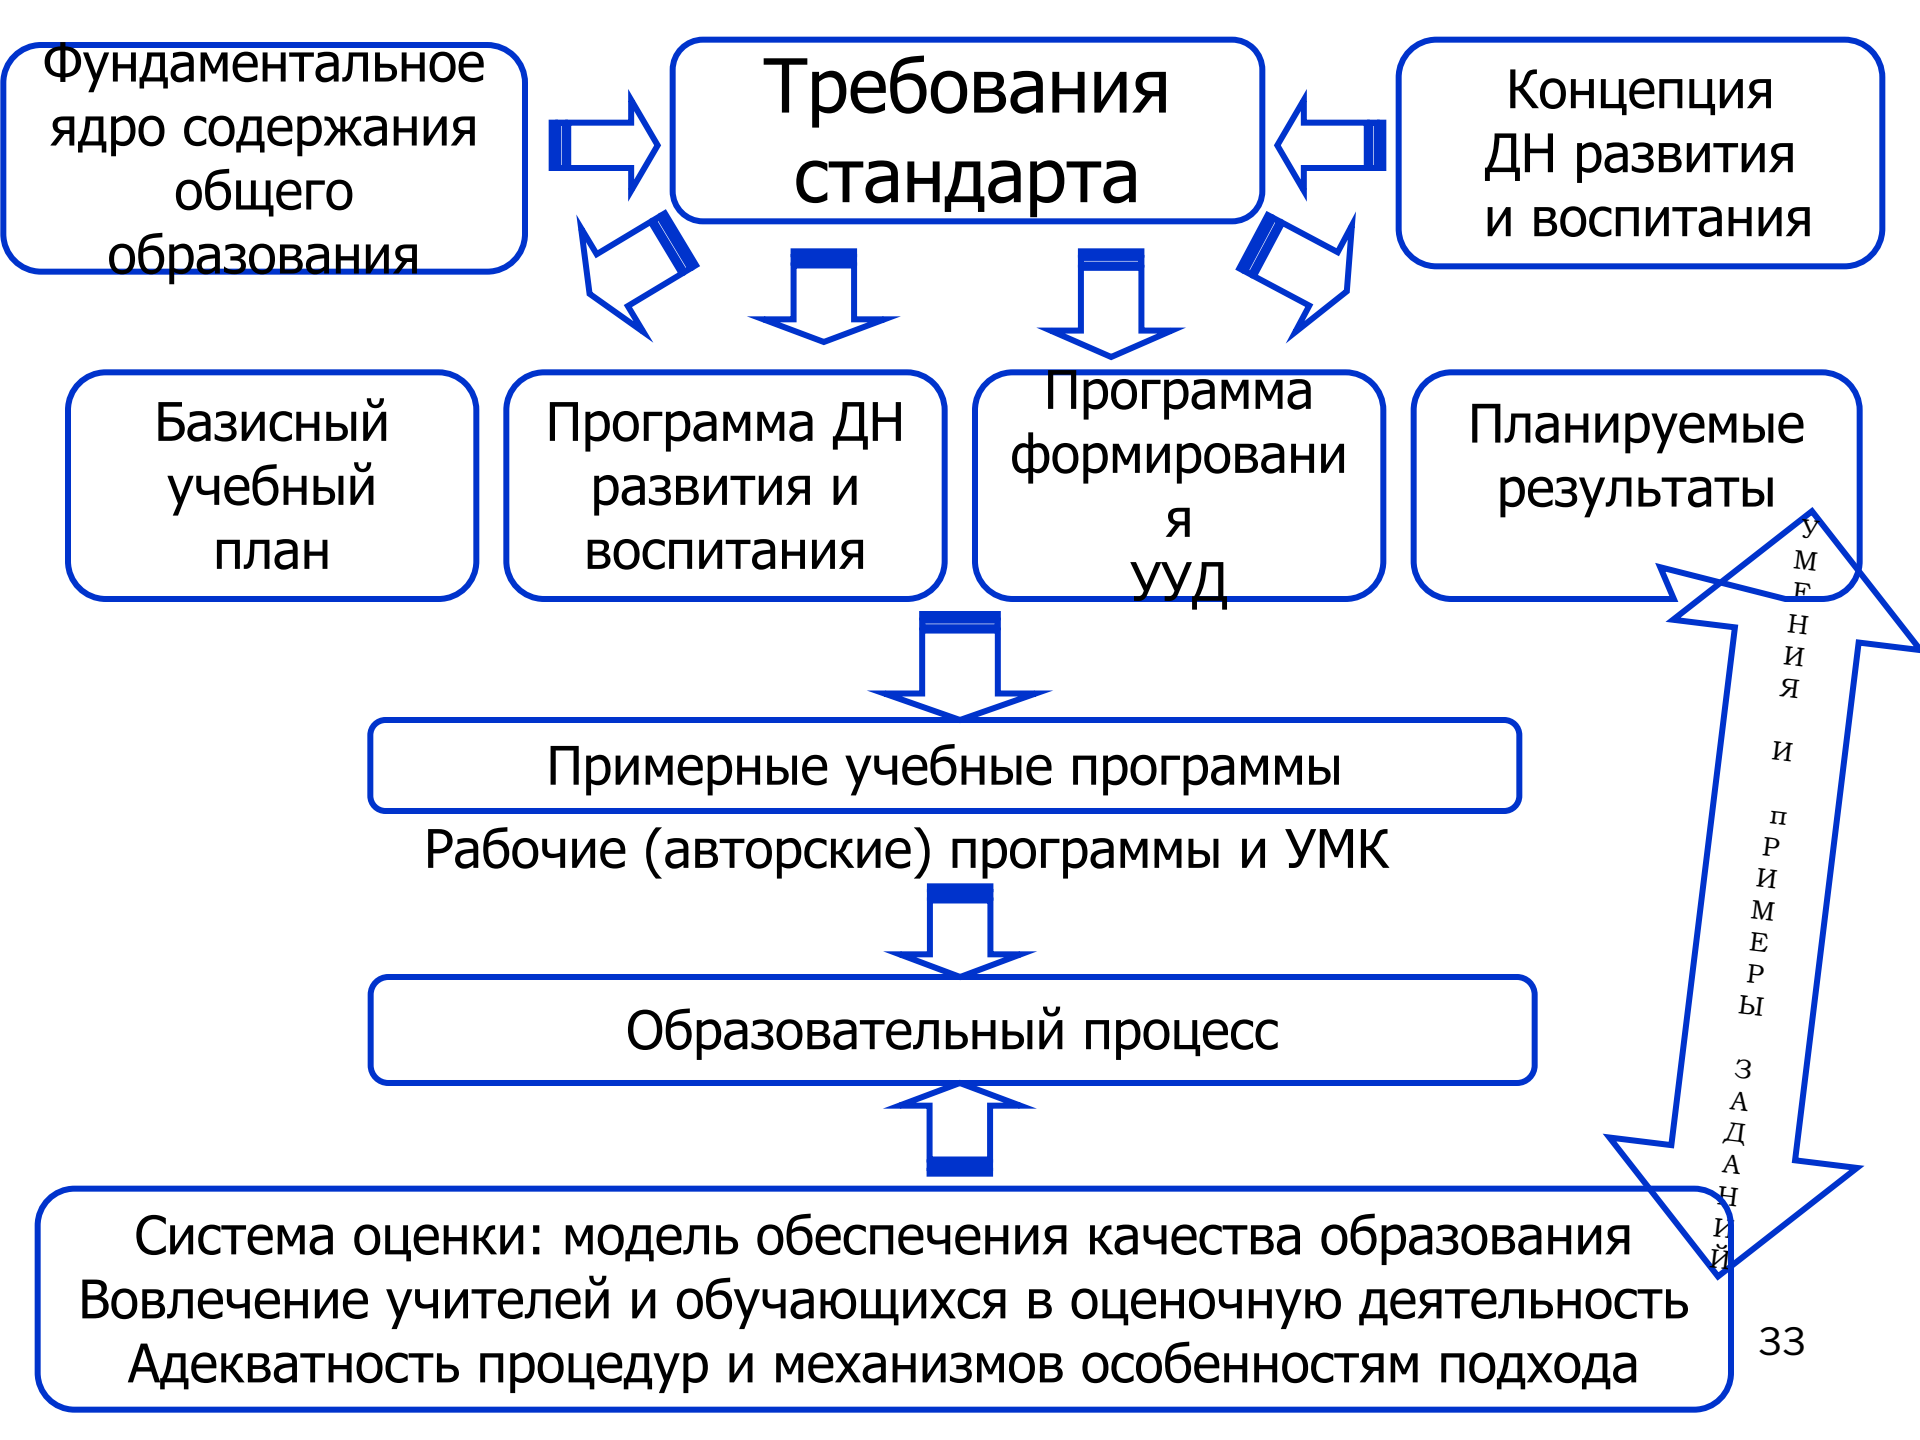 Фундаментальное
ядро содержания
общего
образования
Требования
стандарта
Концепция
ДН развития
и воспитания
Базисный
учебный
план
Программа ДН
развития и
воспитания
Программа
формировани
я
УУД
Планируемые
результаты
У
М
Е
Н
И
Я
И
п
Р
И
М
Е
Р
Ы
З
А
Д
А
Н
И
Й
Примерные учебные программы
Рабочие (авторские) программы и УМК
Образовательный процесс
Система оценки: модель обеспечения качества образования
Вовлечение учителей и обучающихся в оценочную деятельность
Адекватность процедур и механизмов особенностям подхода
33